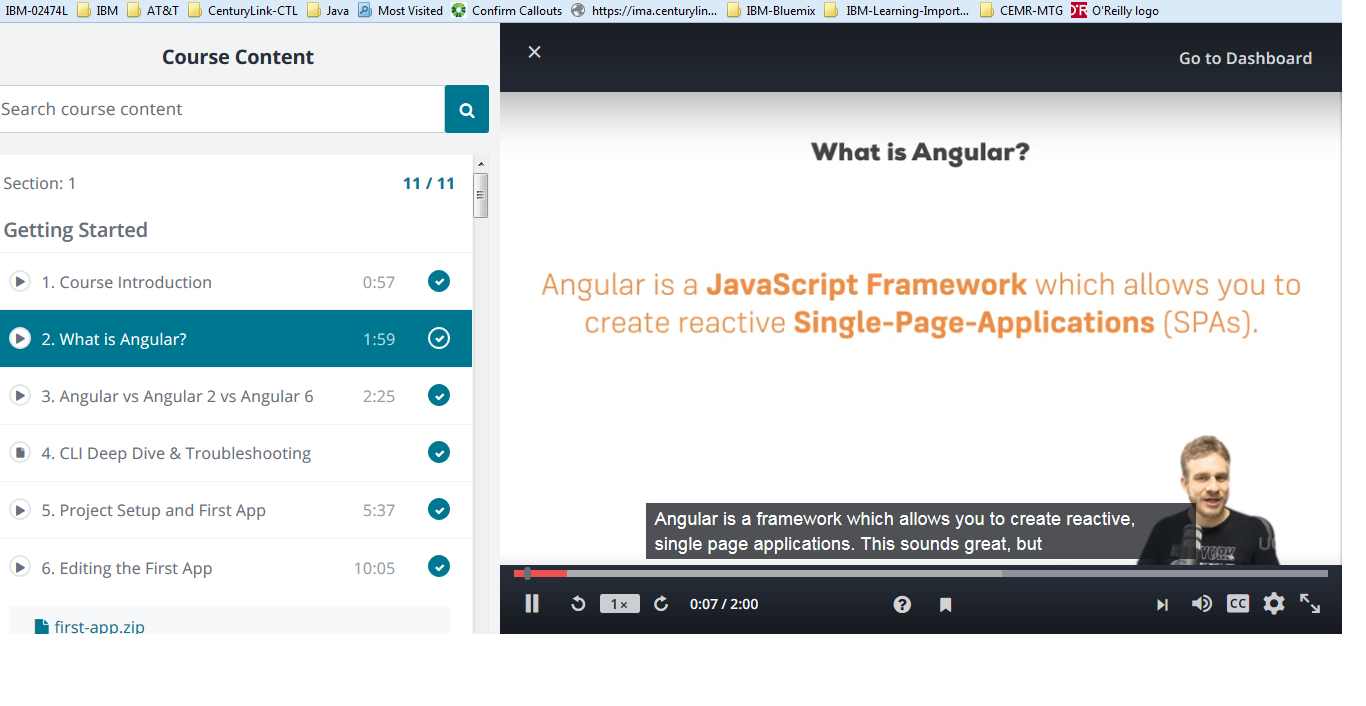 IBM-02474L IBM AT&T CenturyLink-CTL Java Most Visited Confirm Callouts https://ima.centurylin... IBM-Bluemix IBM-Learning-Import... CEMR-MTG O'R O'Reilly logo
Course Content
Search course content
Section: 1 11 / 11
Getting Started
1. Course Introduction 0:57
2. What is Angular? 1:59
3. Angular vs Angular 2 vs Angular 6 2:25
4. CLI Deep Dive & Troubleshooting
5. Project Setup and First App 5:37
6. Editing the First App 10:05
first-app.zip
Go to Dashboard
What is Angular?
Angular is a JavaScript Framework which allows you to
create reactive Single-Page-Applications (SPAs).
Angular is a framework which allows you to create reactive,
single page applications. This sounds great, but
YORK
1x 0:07 / 2:00 ? CC